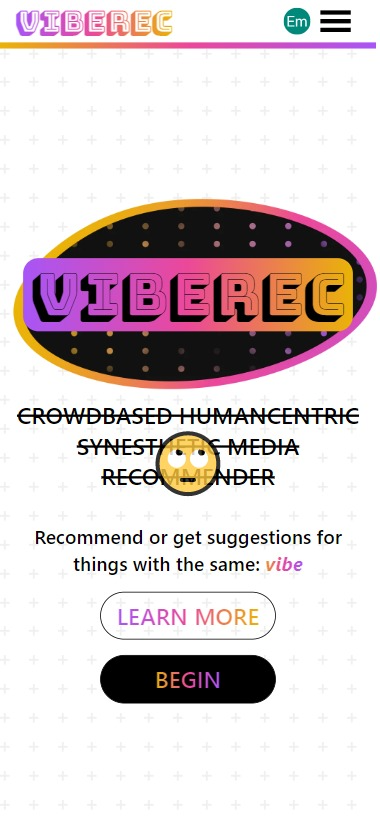 VIBEREC
Em
VIBEREC
CROWDBASED HUMANCENTRIC
SYNESTHETIC MEDIA
RECOMMENDER
Recommend or get suggestions for
things with the same: vibe
LEARN MORE
BEGIN